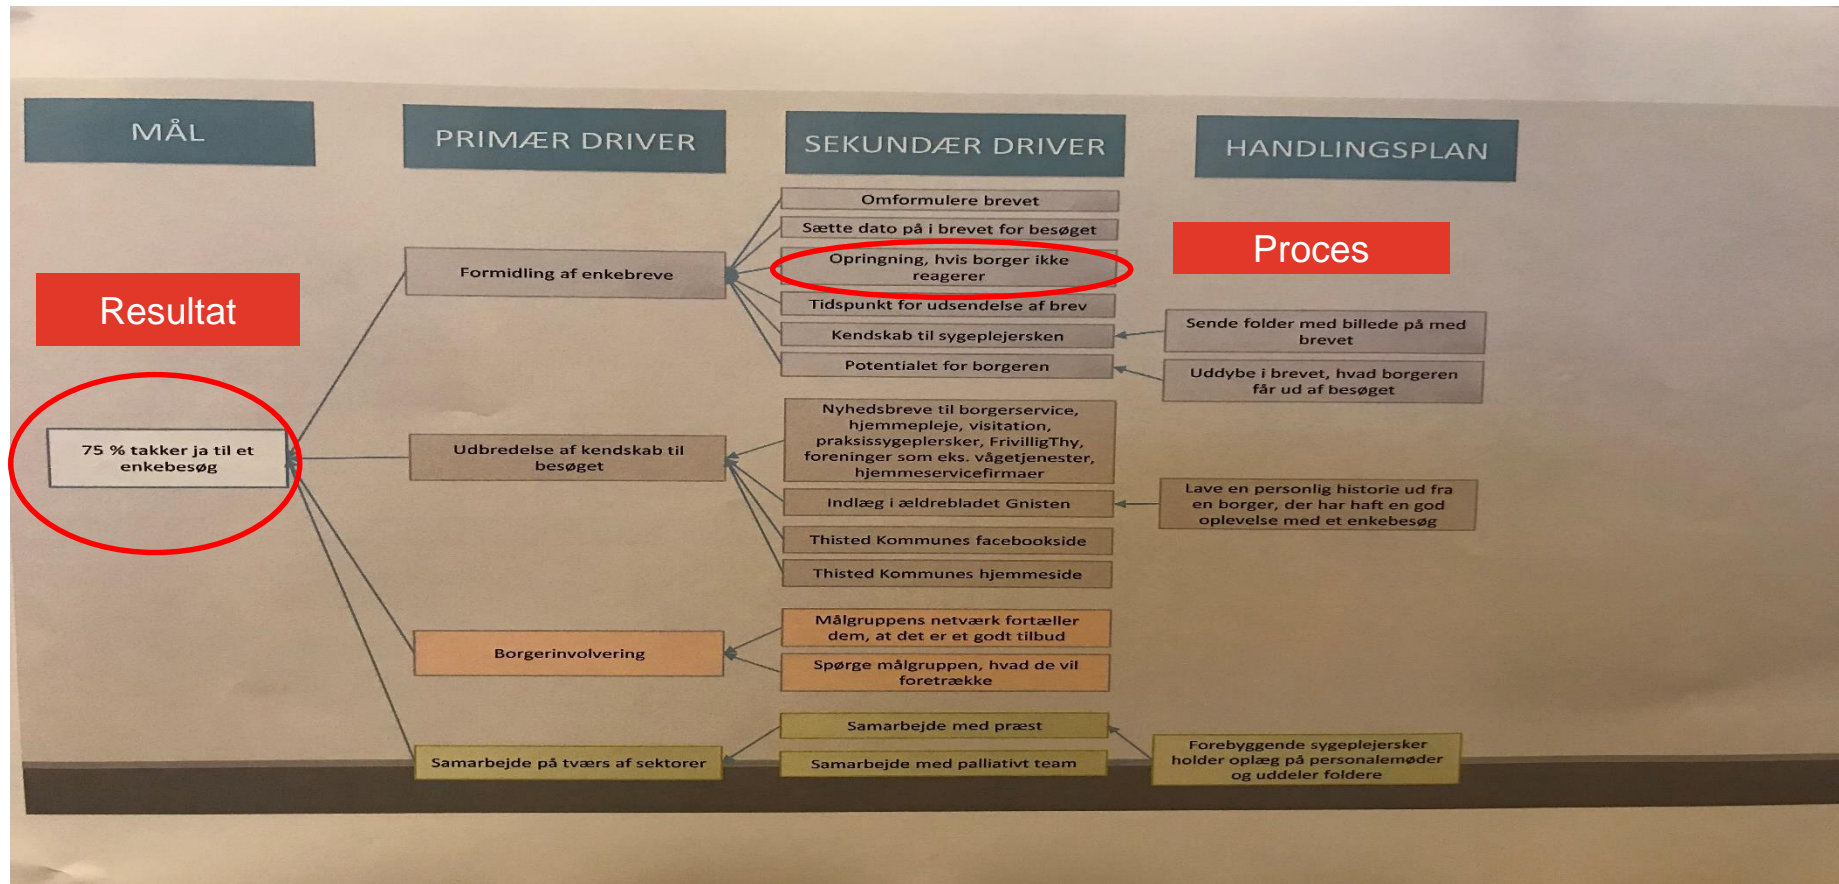 MÅL
PRIMÆR DRIVER
SEKUNDÆR DRIVER
HANDLINGSPLAN
Resultat
Proces
75 % takker ja til et
enkebesøg
Formidling af enkebreve
Omformulere brevet
Sætte dato på i brevet for besøget
Opringning, hvis borger ikke
reagerer
Tidspunkt for udsendelse af brev
Kendskab til sygeplejersken
Sende folder med billede på med
brevet
Potentialet for borgeren
Uddybe i brevet, hvad borgeren
får ud af besøget
Udbredelse af kendskab til
besøget
Nyhedsbreve til borgerservice,
hjemmepleje, visitation,
praksissygeplersker, FrivilligThy,
foreninger som eks. vågetjenester,
hjemmeservicefirmaer
Indlæg i ældrebladet Gnisten
Lave en personlig historie ud fra
en borger, der har haft en god
oplevelse med et enkebesøg
Thisted Kommunes facebookside
Thisted Kommunes hjemmeside
Borgerinvolvering
Målgruppens netværk fortæller
dem, at det er et godt tilbud
Spørge målgruppen, hvad de vil
foretrække
Samarbejde på tværs af sektorer
Samarbejde med præst
Samarbejde med palliativt team
Forebyggende sygeplejersker
holder oplæg på personalemøder
og uddeler foldere